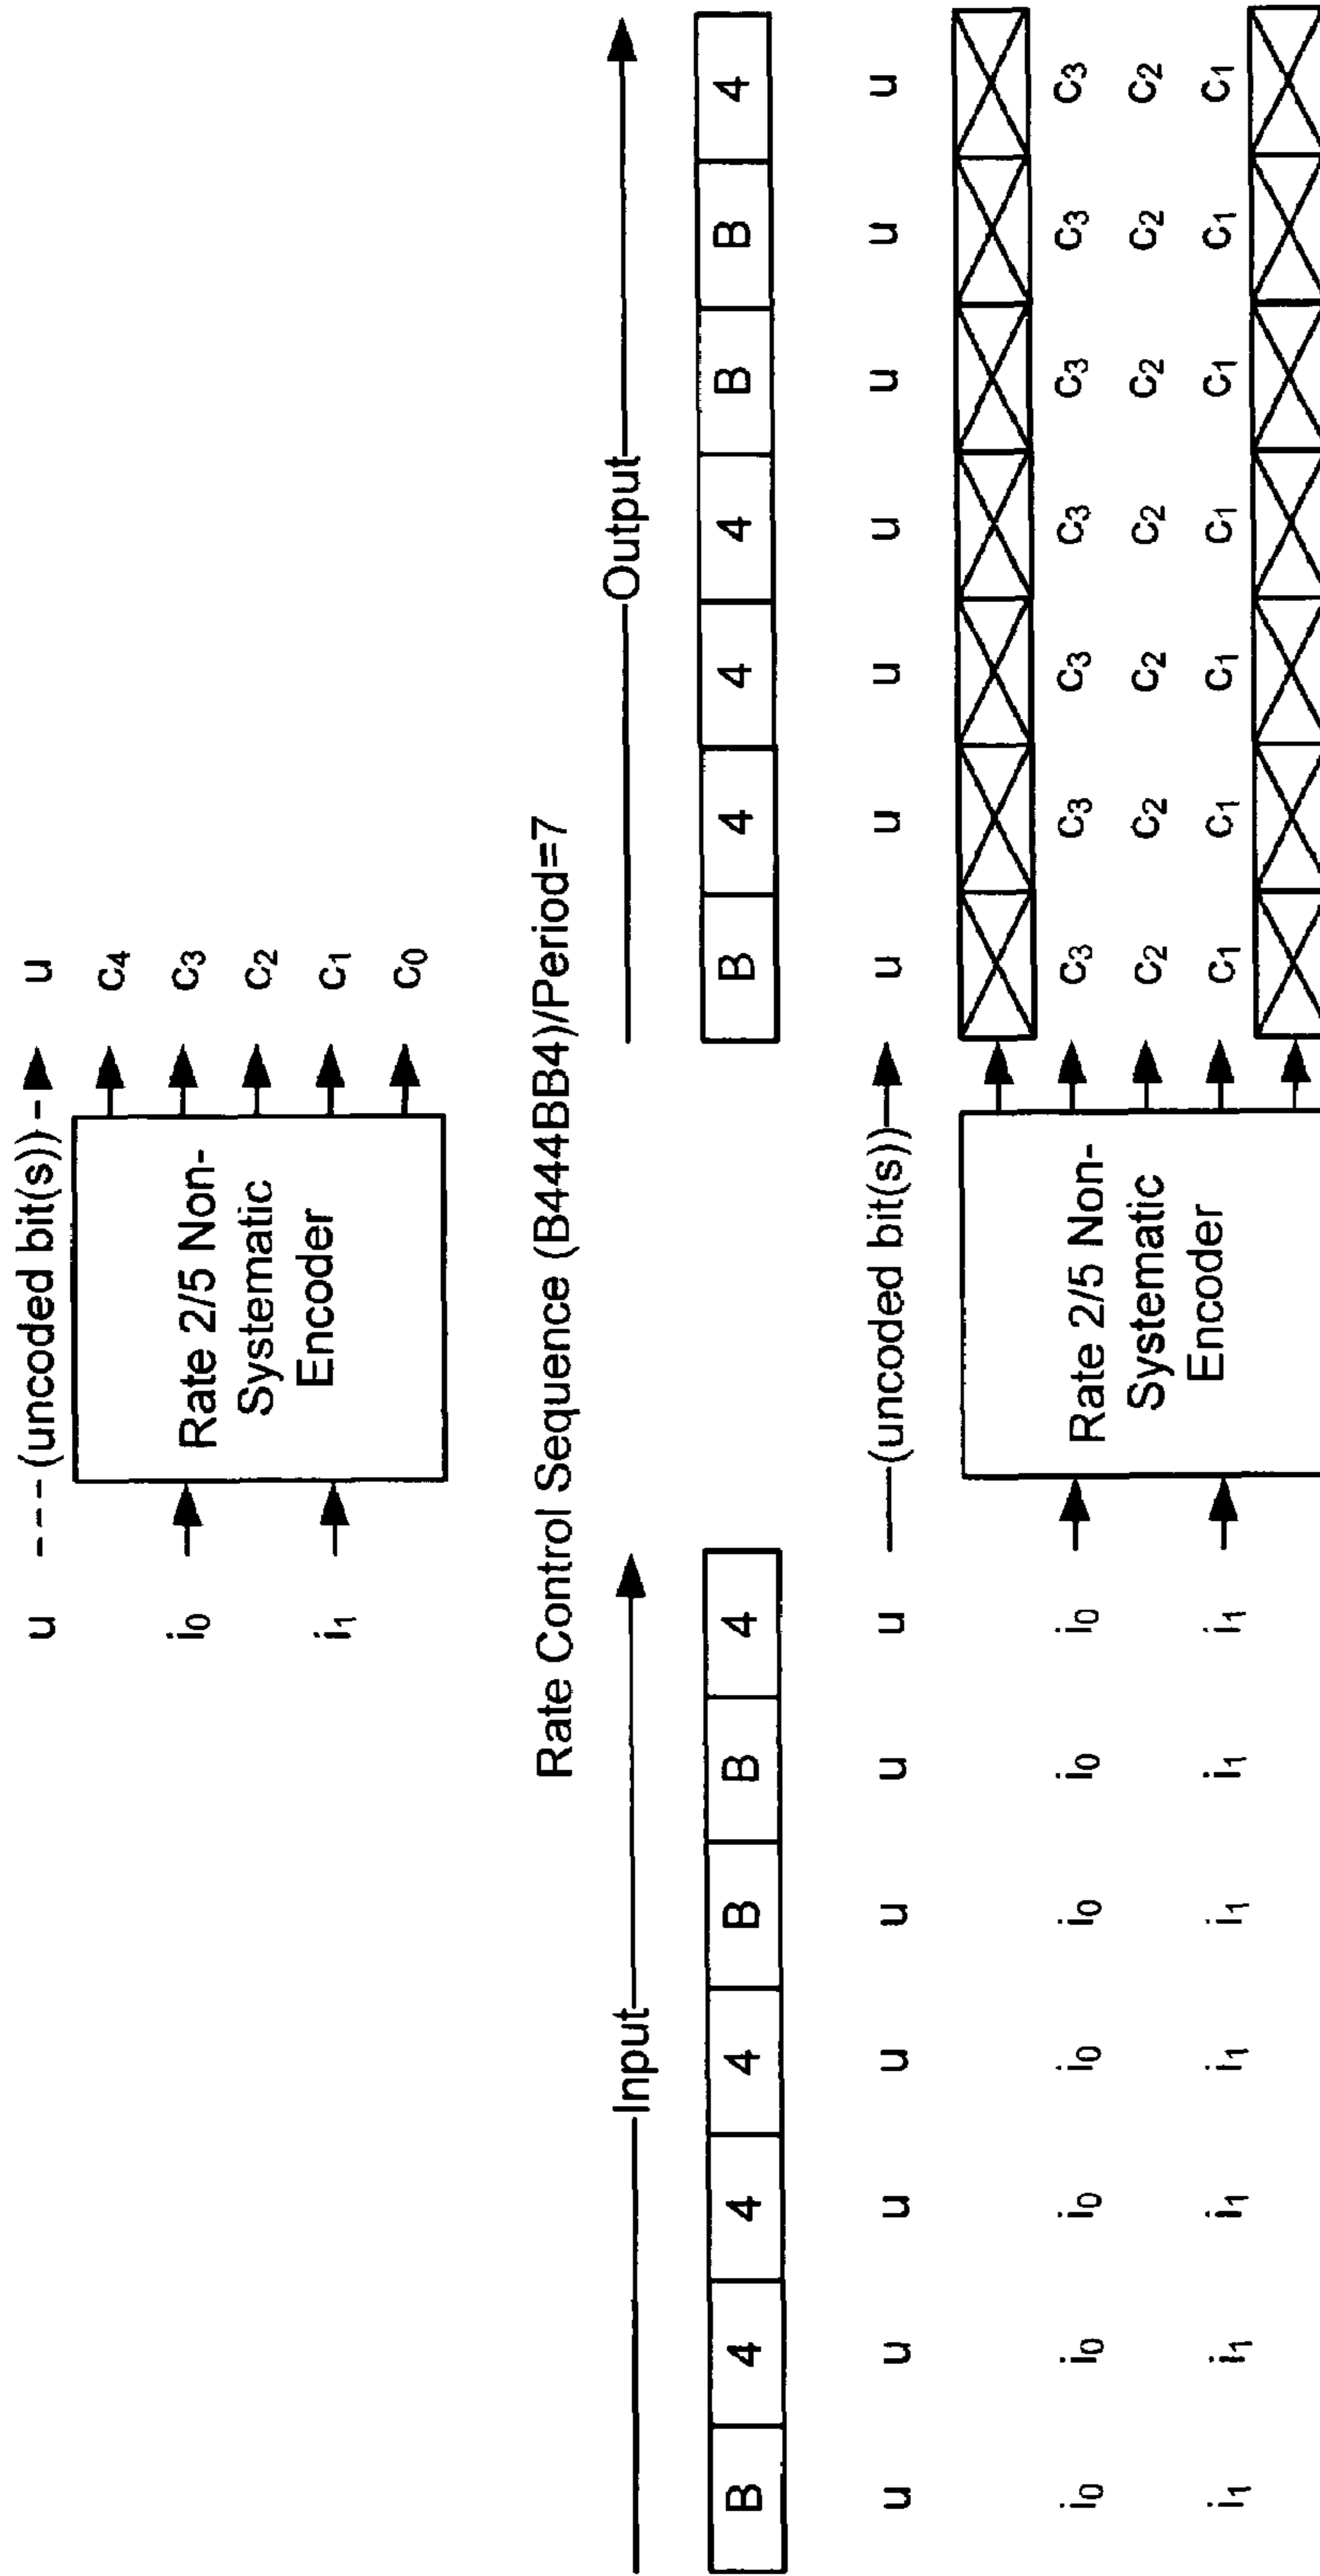 u ---(uncoded bit(s))- u
i0 Rate 2/5 Non-Systematic Encoder c4
i1 c3
c2
c1
c0
Rate Control Sequence (B444BB4)/Period=7
Input Output
B 4 4 4 B B 4 B 4 4 4 B B 4
u u u u u u u (uncoded bit(s)) u u u u u u u
i0 i0 i0 i0 i0 i0 i0 Rate 2/5 Non- c3 c3 c3 c3 c3 c3 c3
Systematic c2 c2 c2 c2 c2 c2 c2
i1 i1 i1 i1 i1 i1 i1 Encoder c1 c1 c1 c1 c1 c1 c1